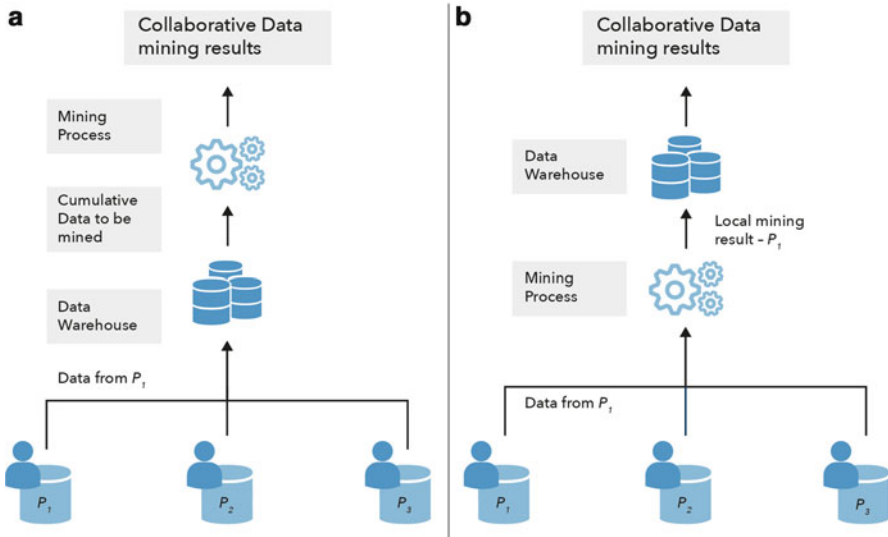 a
Collaborative Data
mining results
Mining
Process
Cumulative
Data to be
mined
Data
Warehouse
Data from P1
P1
P2
P3
b
Collaborative Data
mining results
Data
Warehouse
Local mining
result – P1
Mining
Process
Data from P1
P1
P2
P3